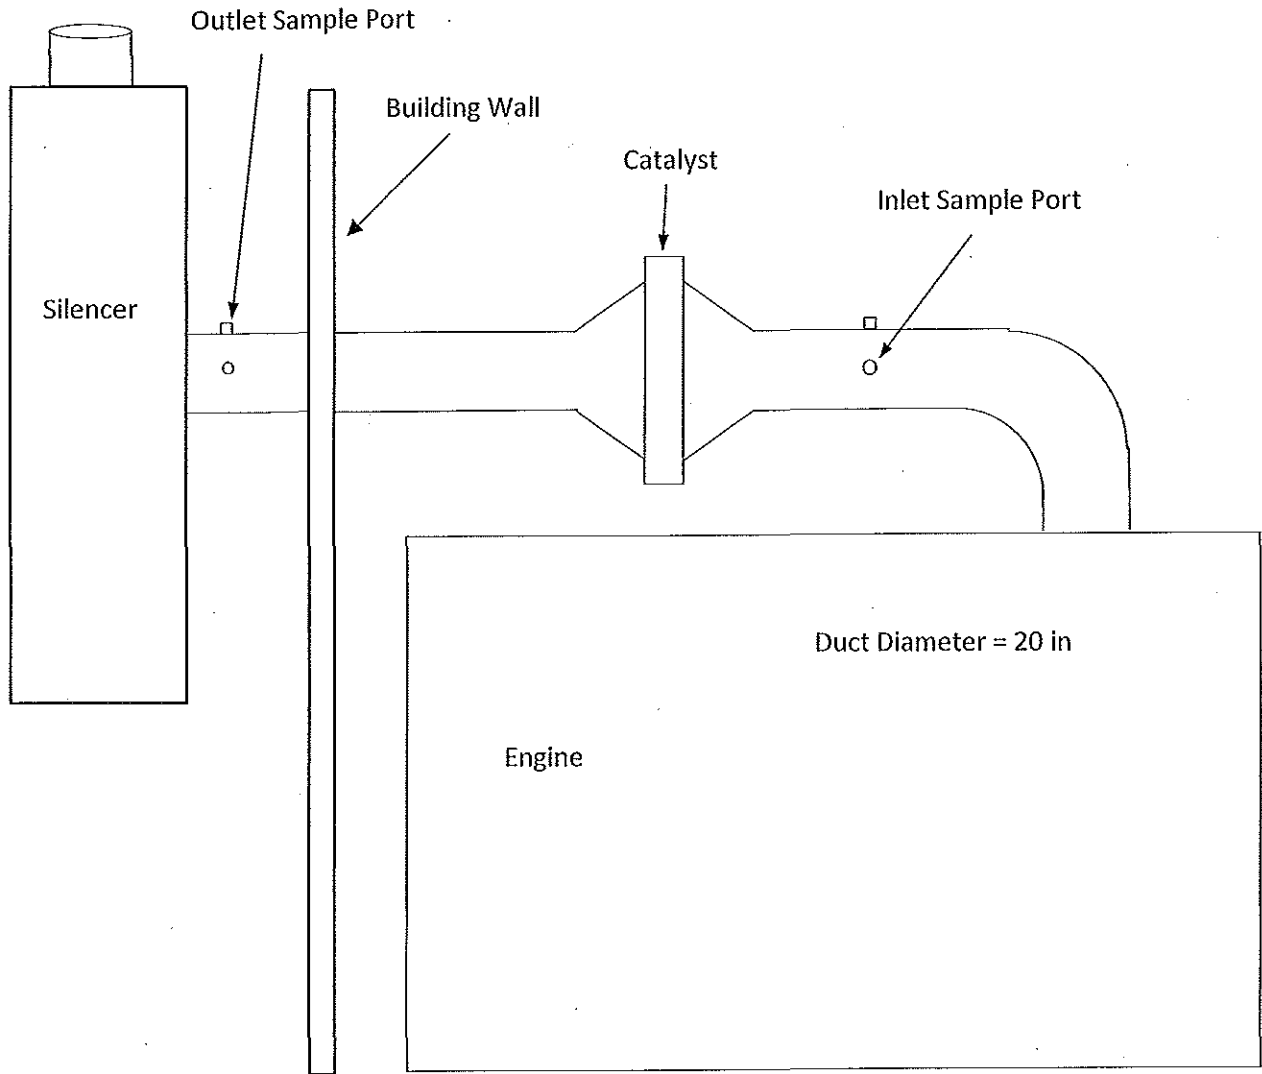 Outlet Sample Port
Building Wall
Catalyst
Inlet Sample Port
Silencer
Duct Diameter = 20 in
Engine